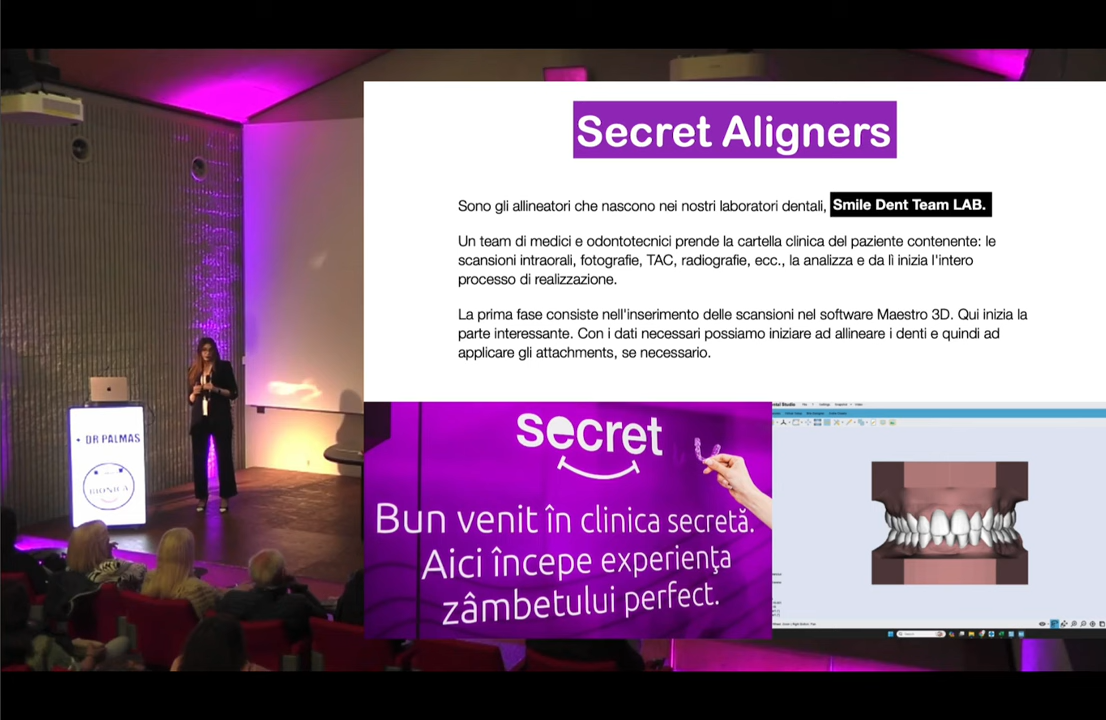 Secret Aligners
Sono gli allineatori che nascono nei nostri laboratori dentali, Smile Dent Team LAB.
Un team di medici e odontotecnici prende la cartella clinica del paziente contenente: le
scansioni intraorali, fotografie, TAC, radiografie, ecc., la analizza e da lì inizia l'intero
processo di realizzazione.
La prima fase consiste nell'inserimento delle scansioni nel software Maestro 3D. Qui inizia la
parte interessante. Con i dati necessari possiamo iniziare ad allineare i denti e quindi ad
applicare gli attachments, se necessario.
• DR PALMAS
BIONICA
secret
Bun venit în clinica secretă.
Aici începe experiența
zâmbetului perfect.